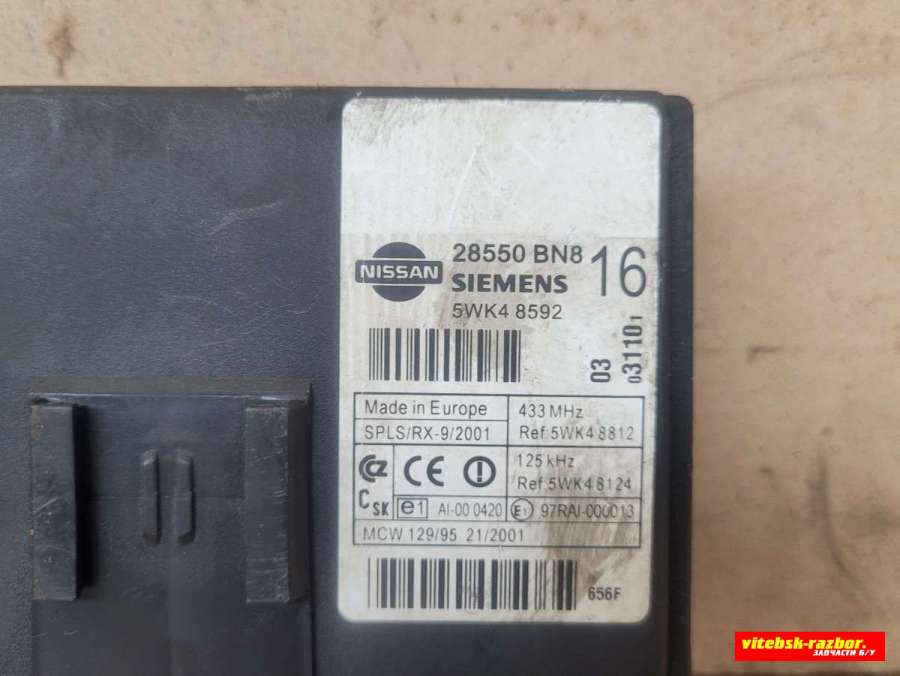 28550 BN8 16
NISSAN
SIEMENS
5WK4 8592
03
031101
Made in Europe
433 MHz
SPLS/RX-9/2001
Ref:5WK4 8812
125 kHz
Ref:5WK4 8124
CE
C SK
e1
AI-00 0420
E1
97RAI-000013
MCW 129/95 21/2001
656F
vitebsk-razbor.
ЗАПЧАСТИ Б/У